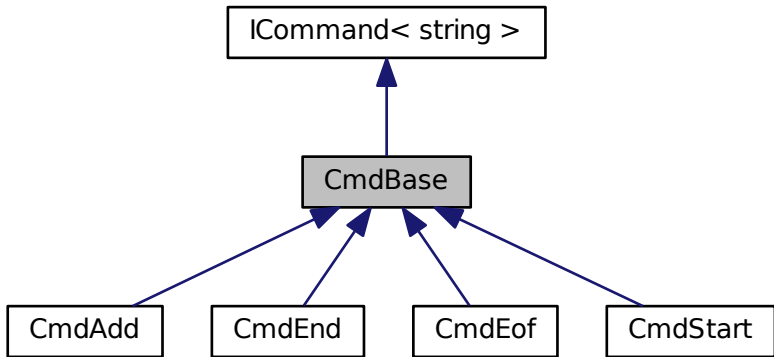 ICommand< string >
CmdBase
CmdAdd
CmdEnd
CmdEof
CmdStart